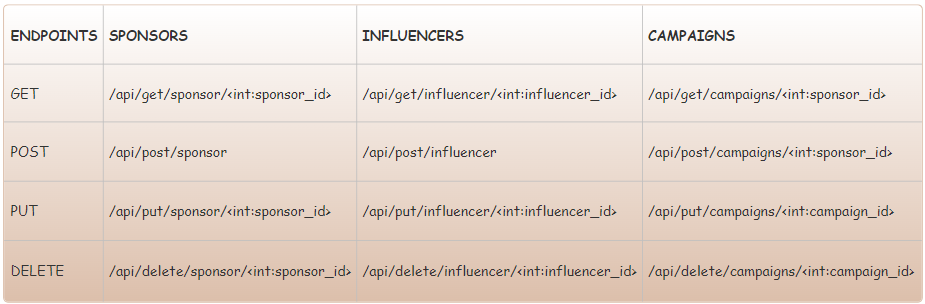 ENDPOINTS SPONSORS INFLUENCERS CAMPAIGNS
GET /api/get/sponsor/<int:sponsor_id> /api/get/influencer/<int:influencer_id> /api/get/campaigns/<int:sponsor_id>
POST /api/post/sponsor /api/post/influencer /api/post/campaigns/<int:sponsor_id>
PUT /api/put/sponsor/<int:sponsor_id> /api/put/influencer/<int:influencer_id> /api/put/campaigns/<int:campaign_id>
DELETE /api/delete/sponsor/<int:sponsor_id> /api/delete/influencer/<int:influencer_id> /api/delete/campaigns/<int:campaign_id>